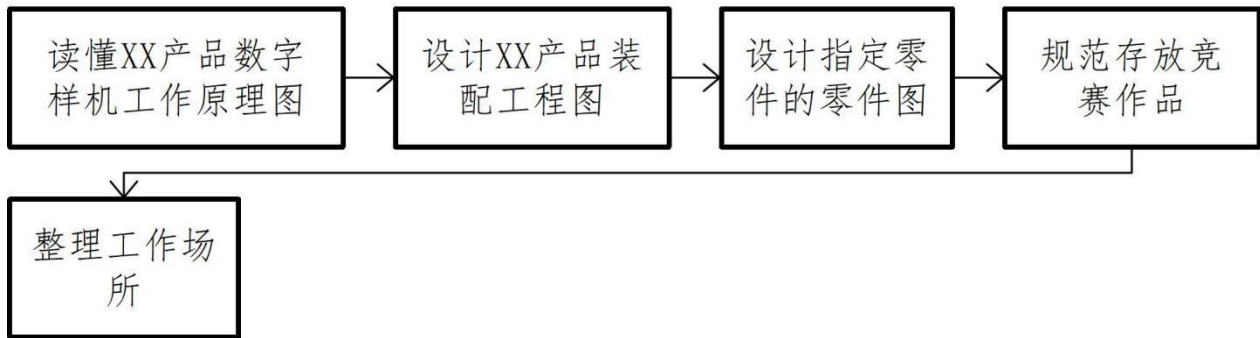 读懂XX产品数字
样机工作原理图
设计XX产品装
配工程图
设计指定零
件的零件图
规范存放竞
赛作品
整理工作场
所